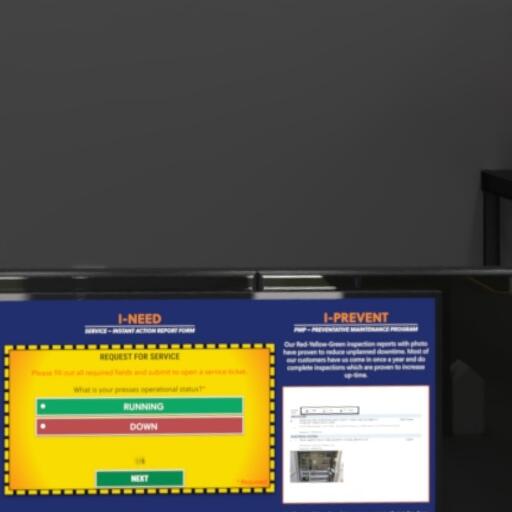 I-NEED
SERVICE – INSTANT ACTION REPORT FORM
REQUEST FOR SERVICE
Please fill out all required fields and submit to open a service ticket.
What is your presses operational status?*
RUNNING
DOWN
1/6
NEXT
* Required
I-PREVENT
PMP – PREVENTATIVE MAINTENANCE PROGRAM
Our Red-Yellow-Green inspection reports with photo
have proven to reduce unplanned downtime. Most of
our customers have us come in once a year and do
complete inspections which are proven to increase
up-time.